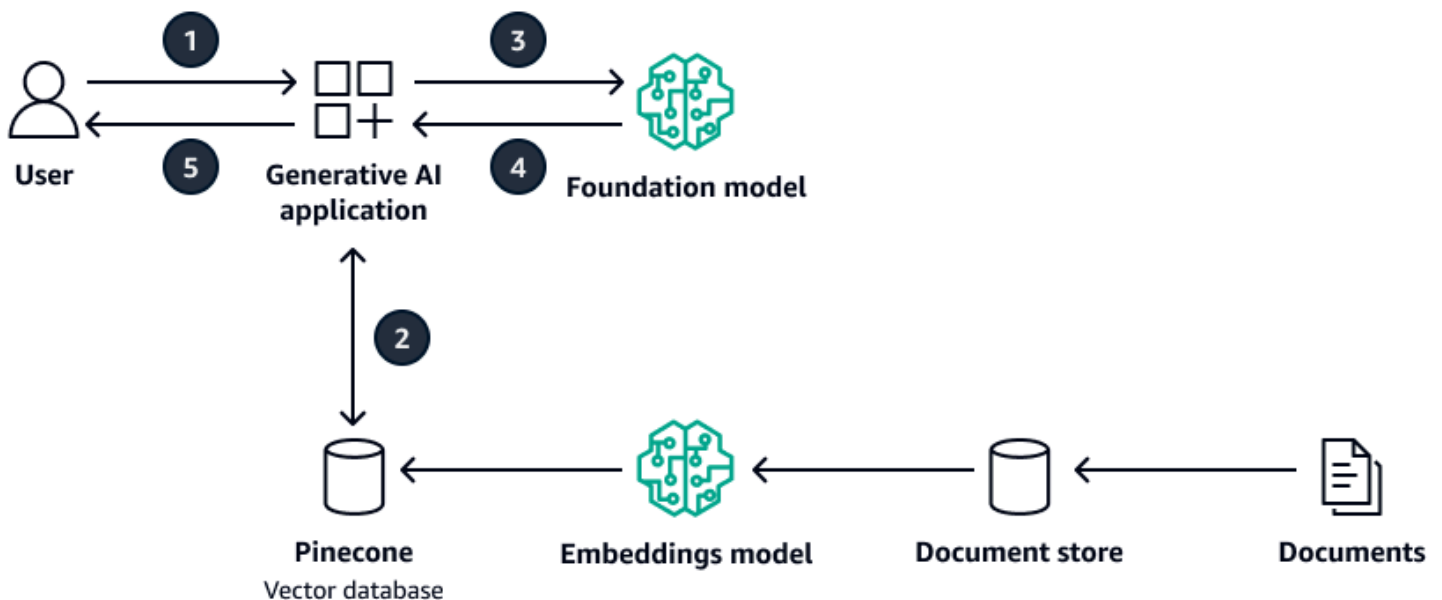 1
3
5
4
User
Generative AI
application
Foundation model
2
Pinecone
Vector database
Embeddings model
Document store
Documents